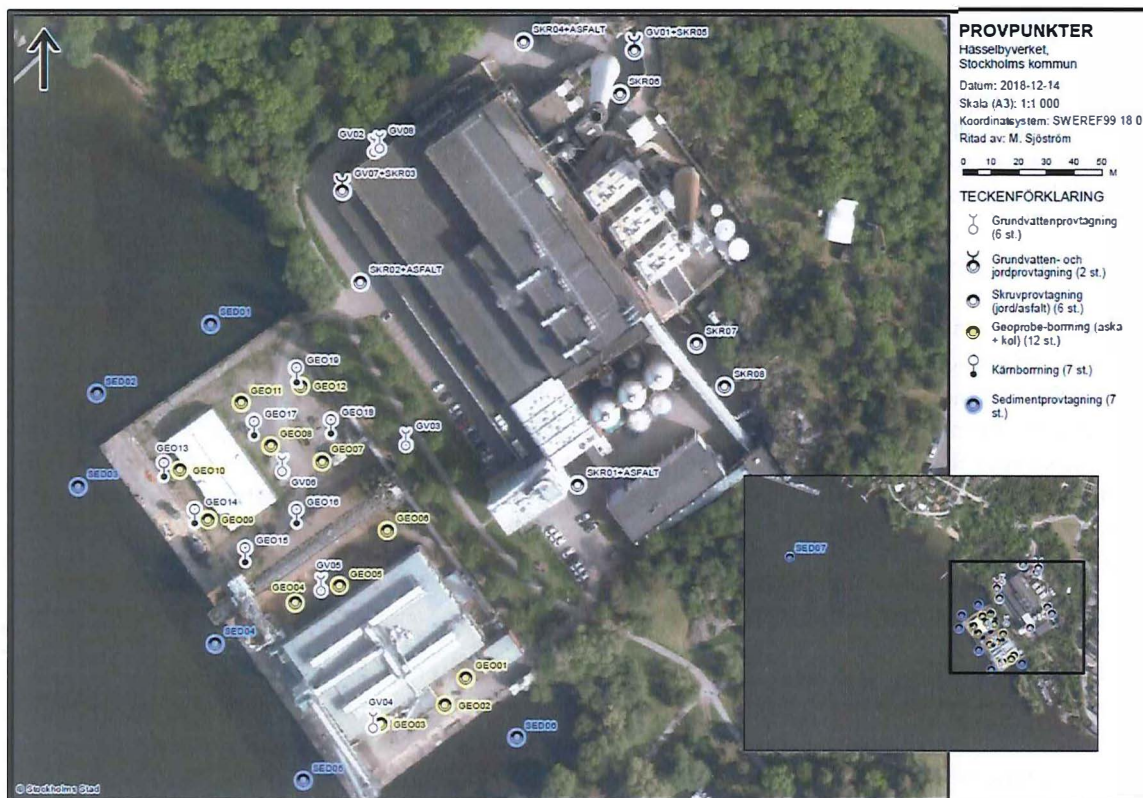 PROVPUNKTER
Hässelbyverket,
Stockholms kommun
Datum: 2018-12-14
Skala (A3): 1:1 000
Koordinatsystem: SWEREF99 18 0
Ritad av: M. Sjöström
0 10 20 30 40 50
M
TECKENFÖRKLARING
Grundvattenprovtagning
(6 st.)
Grundvatten- och
jordprovtagning (2 st.)
Skruvprovtagning
(jord/asfalt) (6 st.)
Geoprobe-borrning (aska
+ kol) (12 st.)
Kärnborrning (7 st.)
Sedimentprovtagning (7
st.)
SKR04+ASFALT
GV01+SKR05
SKR06
GV02
GV08
GV07+SKR03
SKR02+ASFALT
SED01
SKR07
SED02
GEO19
GEO12
GEO11
SKR08
GEO17
GEO18
GV03
GEO08
GEO13
GEO10
GEO07
GV06
SED03
SKR01+ASFALT
GEO14
GEO09
GEO16
GEO06
GEO15
GV05
GEO05
GEO04
SED04
GEO01
GEO02
GV04
GEO03
SED06
SED05
SED07
© Stockholms Stad